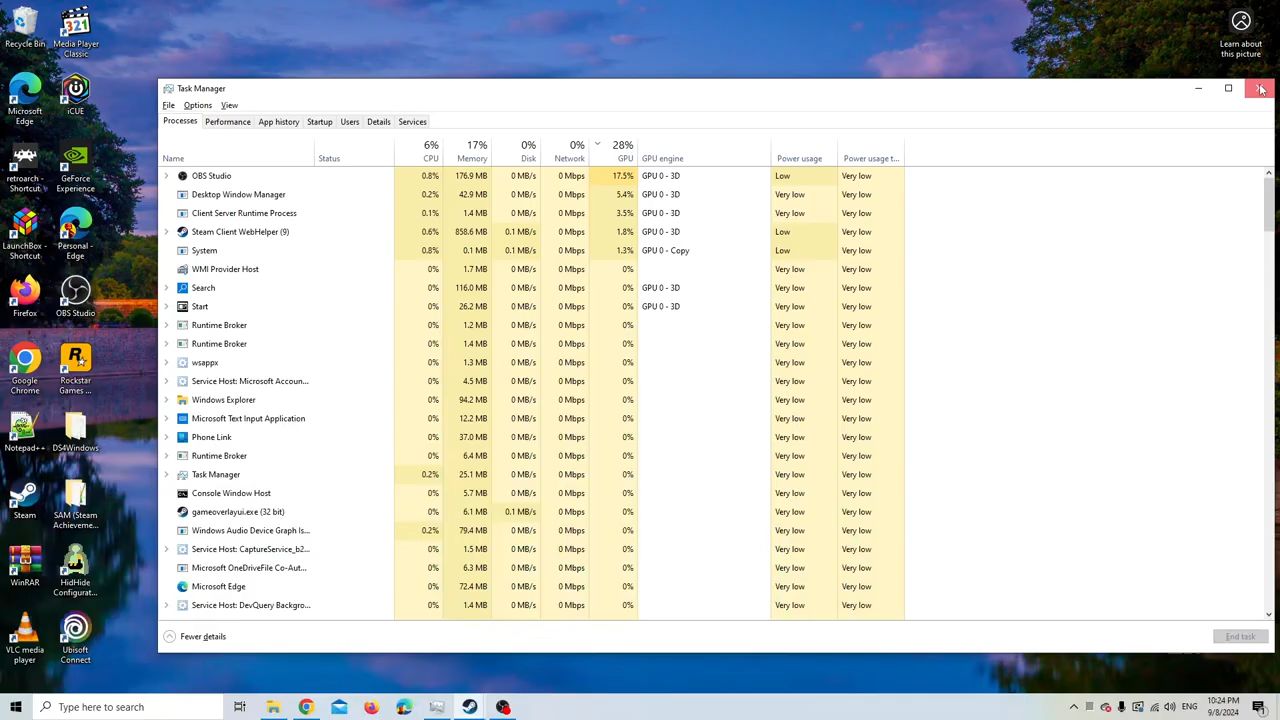 Recycle Bin
Media Player
Classic
Learn about
this picture
Microsoft
Edge
iCUE
retroarch -
Shortcut
GeForce
Experience
LaunchBox -
Shortcut
Personal -
Edge
Firefox
OBS Studio
Google
Chrome
Rockstar
Games ...
Notepad++
DS4Windows
Steam
SAM (Steam
Achieveme...
WinRAR
HidHide
Configurat...
VLC media
player
Ubisoft
Connect
Task Manager
File Options View
Processes Performance App history Startup Users Details Services
6% 17% 0% 0% 28%
Name Status CPU Memory Disk Network GPU GPU engine Power usage Power usage t...
OBS Studio 0.8% 176.9 MB 0 MB/s 0 Mbps 17.5% GPU 0 - 3D Low Very low
Desktop Window Manager 0.2% 42.9 MB 0 MB/s 0 Mbps 5.4% GPU 0 - 3D Very low Very low
Client Server Runtime Process 0.1% 1.4 MB 0 MB/s 0 Mbps 3.5% GPU 0 - 3D Very low Very low
Steam Client WebHelper (9) 0.6% 858.6 MB 0.1 MB/s 0 Mbps 1.8% GPU 0 - 3D Low Very low
System 0.8% 0.1 MB 0.1 MB/s 0 Mbps 1.3% GPU 0 - Copy Low Very low
WMI Provider Host 0% 1.7 MB 0 MB/s 0 Mbps 0% Very low Very low
Search 0% 116.0 MB 0 MB/s 0 Mbps 0% GPU 0 - 3D Very low Very low
Start 0% 26.2 MB 0 MB/s 0 Mbps 0% GPU 0 - 3D Very low Very low
Runtime Broker 0% 1.2 MB 0 MB/s 0 Mbps 0% Very low Very low
Runtime Broker 0% 1.4 MB 0 MB/s 0 Mbps 0% Very low Very low
wsappx 0% 1.3 MB 0 MB/s 0 Mbps 0% Very low Very low
Service Host: Microsoft Accoun... 0% 4.5 MB 0 MB/s 0 Mbps 0% Very low Very low
Windows Explorer 0% 94.2 MB 0 MB/s 0 Mbps 0% Very low Very low
Microsoft Text Input Application 0% 12.2 MB 0 MB/s 0 Mbps 0% Very low Very low
Phone Link 0% 37.0 MB 0 MB/s 0 Mbps 0% Very low Very low
Runtime Broker 0% 6.4 MB 0 MB/s 0 Mbps 0% Very low Very low
Task Manager 0.2% 25.1 MB 0 MB/s 0 Mbps 0% Very low Very low
Console Window Host 0% 5.7 MB 0 MB/s 0 Mbps 0% Very low Very low
gameoverlayui.exe (32 bit) 0% 6.1 MB 0.1 MB/s 0 Mbps 0% Very low Very low
Windows Audio Device Graph Is... 0.2% 79.4 MB 0 MB/s 0 Mbps 0% Very low Very low
Service Host: CaptureService_b2... 0% 1.5 MB 0 MB/s 0 Mbps 0% Very low Very low
Microsoft OneDriveFile Co-Aut... 0% 6.3 MB 0 MB/s 0 Mbps 0% Very low Very low
Microsoft Edge 0% 72.4 MB 0 MB/s 0 Mbps 0% Very low Very low
Service Host: DevQuery Backgro... 0% 1.4 MB 0 MB/s 0 Mbps 0% Very low Very low
Fewer details End task
Type here to search
ENG
10:24 PM
9/8/2024